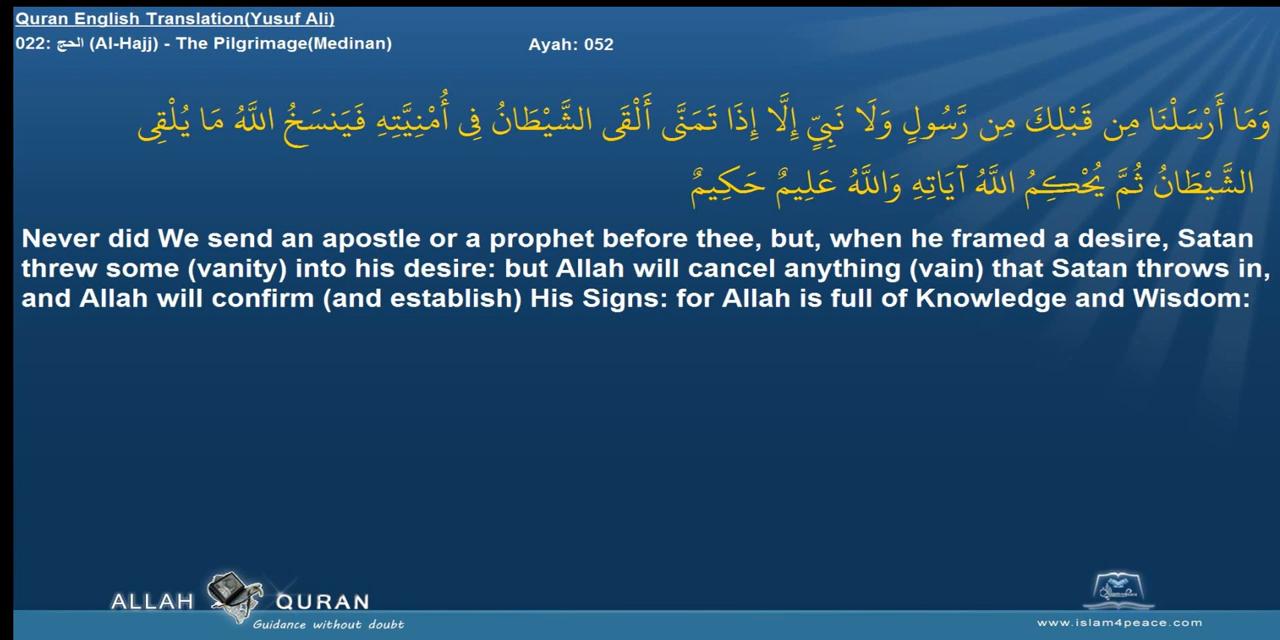 Quran English Translation(Yusuf Ali)
022: الحج (Al-Hajj) - The Pilgrimage(Medinan) Ayah: 052
وَمَا أَرْسَلْنَا مِن قَبْلِكَ مِن رَّسُولٍ وَلَا نَبِيٍّ إِلَّا إِذَا تَمَنَّى أَلْقَى الشَّيْطَانُ فِي أُمْنِيَّتِهِ فَيَنسَخُ اللَّهُ مَا يُلْقِي
الشَّيْطَانُ ثُمَّ يُحْكِمُ اللَّهُ آيَاتِهِ وَاللَّهُ عَلِيمٌ حَكِيمٌ
Never did We send an apostle or a prophet before thee, but, when he framed a desire, Satan
threw some (vanity) into his desire: but Allah will cancel anything (vain) that Satan throws in,
and Allah will confirm (and establish) His Signs: for Allah is full of Knowledge and Wisdom:
ALLAH QURAN
Guidance without doubt
www.islam4peace.com